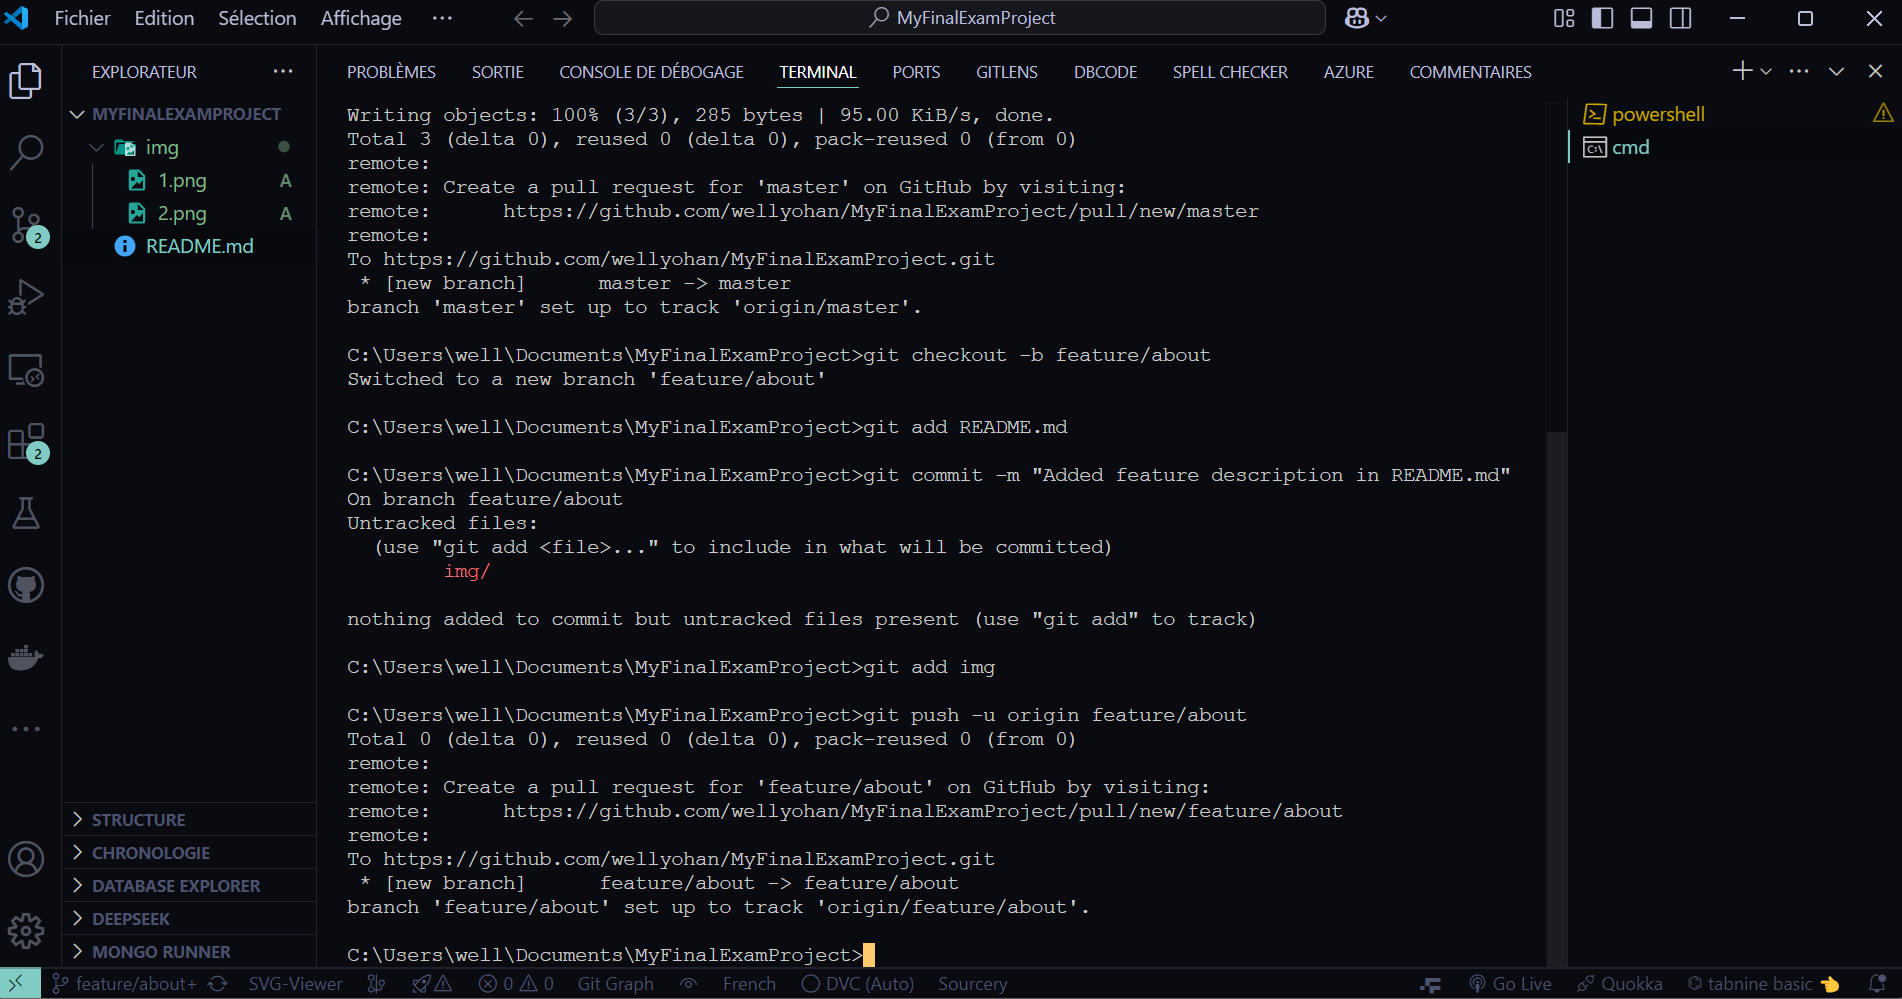 Fichier Edition Sélection Affichage ··· MyFinalExamProject
EXPLORATEUR ···
MYFINALEXAMPROJECT
img
1.png A
2.png A
README.md
2
2
STRUCTURE
CHRONOLOGIE
DATABASE EXPLORER
DEEPSEEK
MONGO RUNNER
PROBLÈMES SORTIE CONSOLE DE DÉBOGAGE TERMINAL PORTS GITLENS DBCODE SPELL CHECKER AZURE COMMENTAIRES
Writing objects: 100% (3/3), 285 bytes | 95.00 KiB/s, done.
Total 3 (delta 0), reused 0 (delta 0), pack-reused 0 (from 0)
remote:
remote: Create a pull request for 'master' on GitHub by visiting:
remote:      https://github.com/wellyohan/MyFinalExamProject/pull/new/master
remote:
To https://github.com/wellyohan/MyFinalExamProject.git
 * [new branch]      master -> master
branch 'master' set up to track 'origin/master'.
C:\Users\well\Documents\MyFinalExamProject>git checkout -b feature/about
Switched to a new branch 'feature/about'
C:\Users\well\Documents\MyFinalExamProject>git add README.md
C:\Users\well\Documents\MyFinalExamProject>git commit -m "Added feature description in README.md"
On branch feature/about
Untracked files:
  (use "git add <file>..." to include in what will be committed)
        img/
nothing added to commit but untracked files present (use "git add" to track)
C:\Users\well\Documents\MyFinalExamProject>git add img
C:\Users\well\Documents\MyFinalExamProject>git push -u origin feature/about
Total 0 (delta 0), reused 0 (delta 0), pack-reused 0 (from 0)
remote:
remote: Create a pull request for 'feature/about' on GitHub by visiting:
remote:      https://github.com/wellyohan/MyFinalExamProject/pull/new/feature/about
remote:
To https://github.com/wellyohan/MyFinalExamProject.git
 * [new branch]      feature/about -> feature/about
branch 'feature/about' set up to track 'origin/feature/about'.
C:\Users\well\Documents\MyFinalExamProject>
powershell
cmd
feature/about+ SVG-Viewer 0 0 Git Graph French DVC (Auto) Sourcery Go Live Quokka tabnine basic